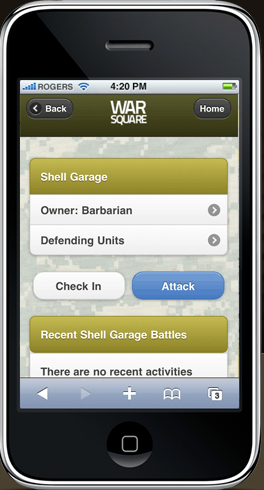 ROGERS 4:20 PM
Back WAR SQUARE Home
Shell Garage
Owner: Barbarian
Defending Units
Check In Attack
Recent Shell Garage Battles
There are no recent activities
3